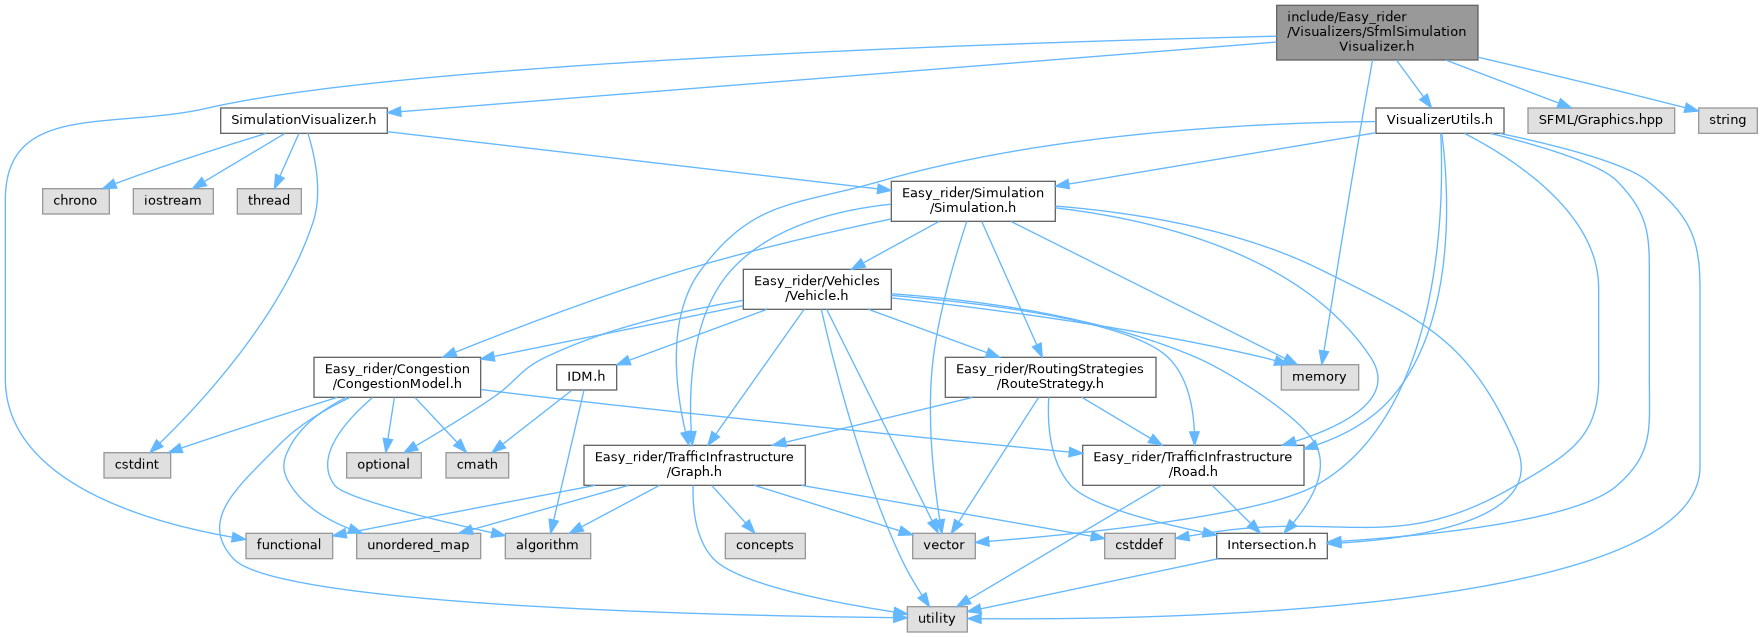 include/Easy_rider
/Visualizers/SfmlSimulation
Visualizer.h
SimulationVisualizer.h
VisualizerUtils.h
SFML/Graphics.hpp
string
chrono
iostream
thread
Easy_rider/Simulation
/Simulation.h
Easy_rider/Vehicles
/Vehicle.h
Easy_rider/Congestion
/CongestionModel.h
IDM.h
Easy_rider/RoutingStrategies
/RouteStrategy.h
memory
cstdint
optional
cmath
Easy_rider/TrafficInfrastructure
/Graph.h
Easy_rider/TrafficInfrastructure
/Road.h
functional
unordered_map
algorithm
concepts
vector
cstddef
Intersection.h
utility